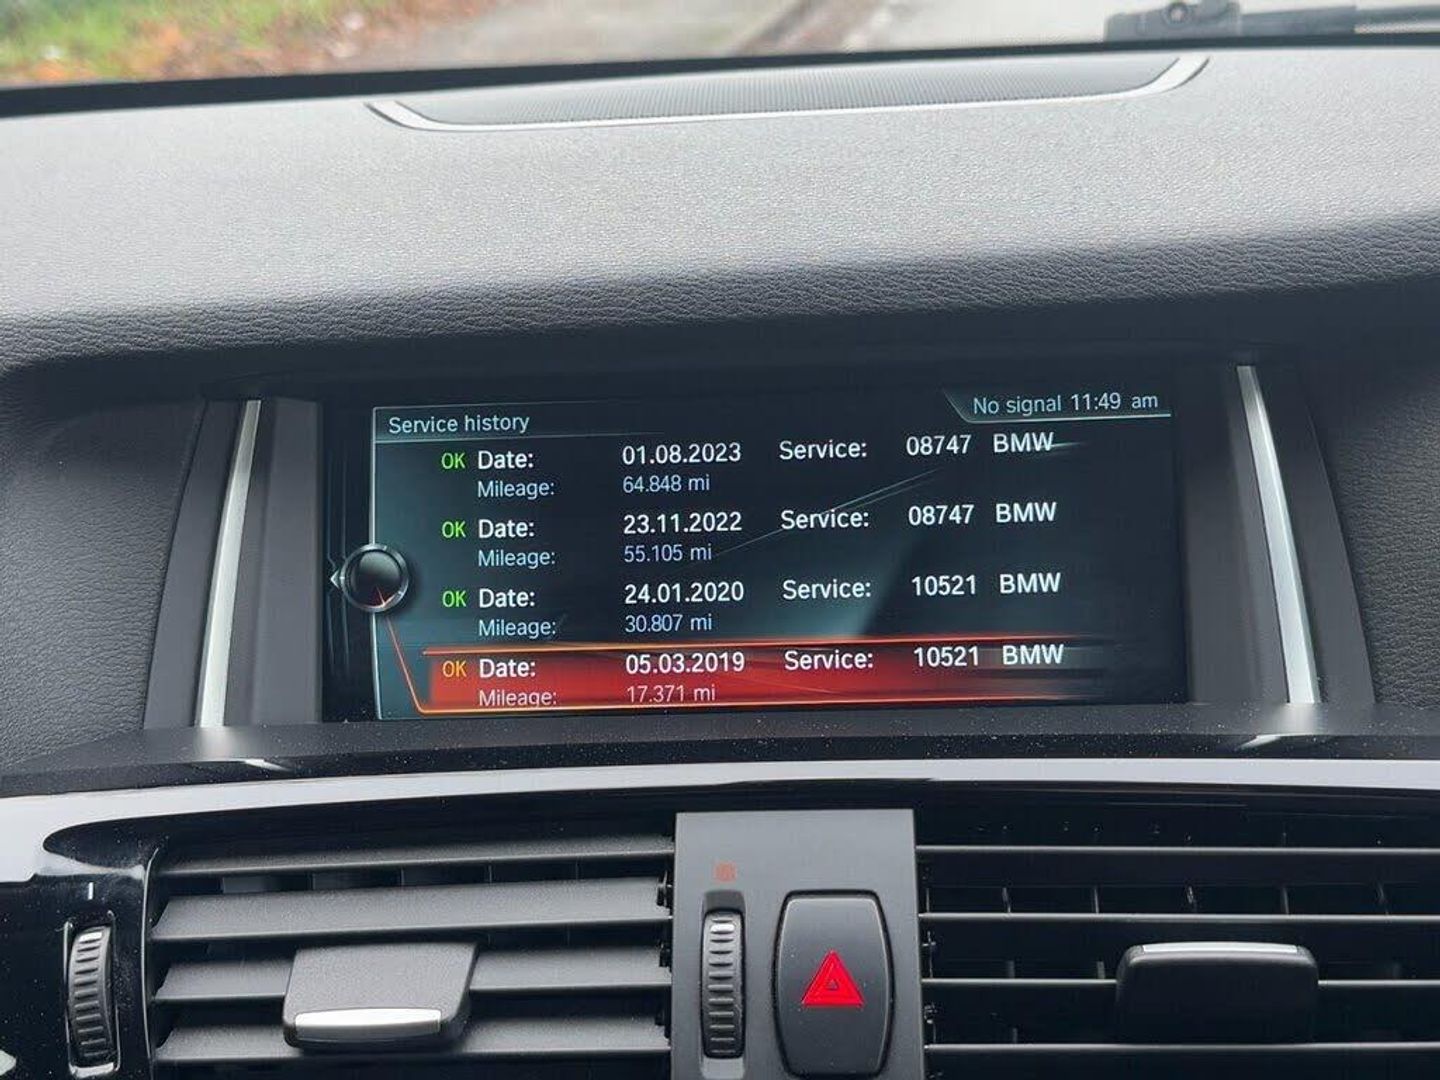 Service history No signal 11:49 am
OK Date: 01.08.2023 Service: 08747 BMW
Mileage: 64.848 mi
OK Date: 23.11.2022 Service: 08747 BMW
Mileage: 55.105 mi
OK Date: 24.01.2020 Service: 10521 BMW
Mileage: 30.807 mi
OK Date: 05.03.2019 Service: 10521 BMW
Mileage: 17.371 mi